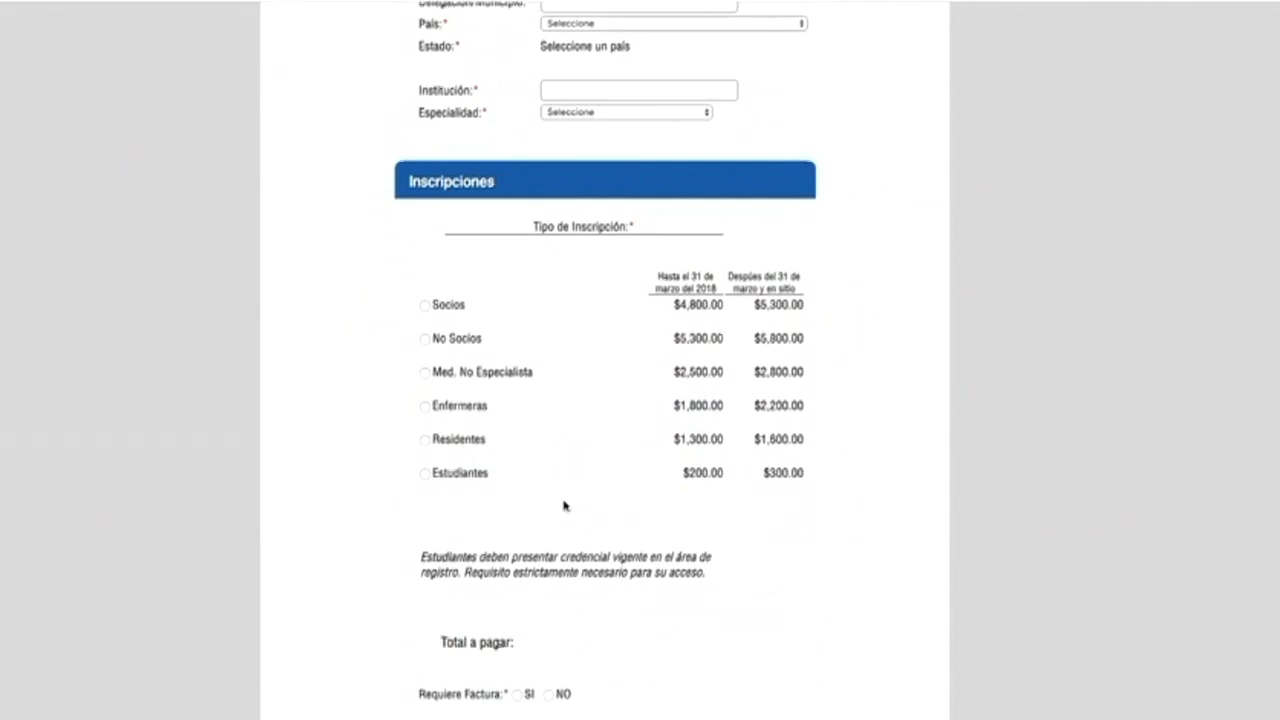 Delegación/Municipio:
País:* Seleccione
Estado:* Seleccione un país
Institución:*
Especialidad:* Seleccione
Inscripciones
Tipo de Inscripción:*
Hasta el 31 de Despúes del 31 de
marzo del 2018 marzo y en sitio
Socios $4,800.00 $5,300.00
No Socios $5,300.00 $5,800.00
Med. No Especialista $2,500.00 $2,800.00
Enfermeras $1,800.00 $2,200.00
Residentes $1,300.00 $1,600.00
Estudiantes $200.00 $300.00
Estudiantes deben presentar credencial vigente en el área de
registro. Requisito estrictamente necesario para su acceso.
Total a pagar:
Requiere Factura:* SI NO